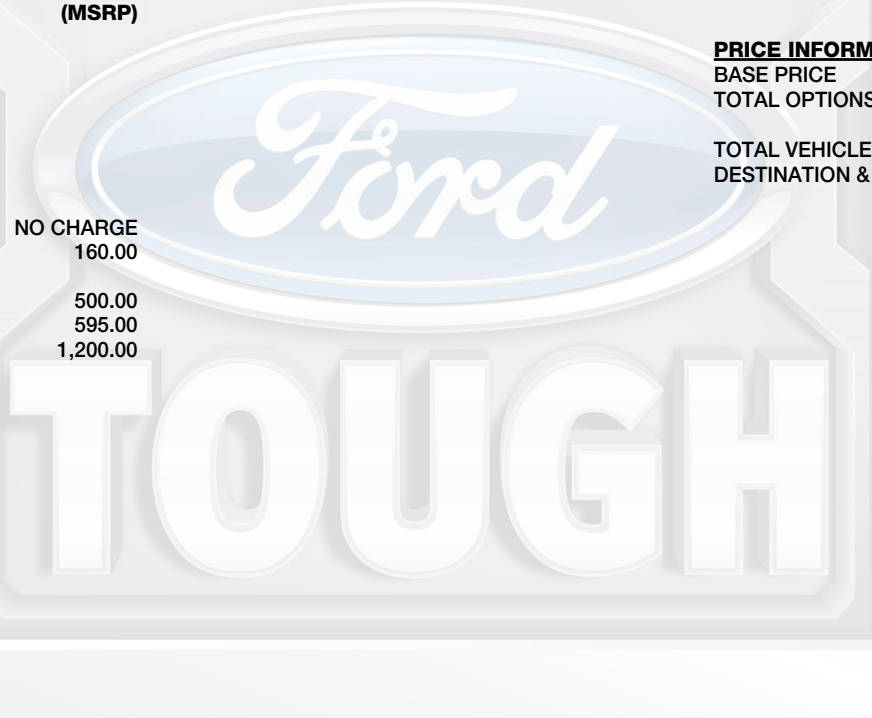 (MSRP)
PRICE INFORM
BASE PRICE
TOTAL OPTIONS
TOTAL VEHICLE
DESTINATION &
NO CHARGE
160.00
500.00
595.00
1,200.00
Ford
TOUGH